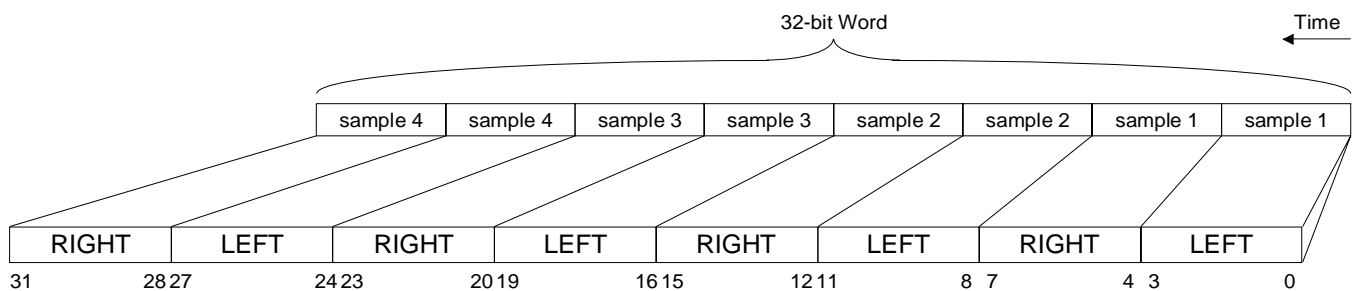 32-bit Word
Time
sample 4 sample 4 sample 3 sample 3 sample 2 sample 2 sample 1 sample 1
RIGHT LEFT RIGHT LEFT RIGHT LEFT RIGHT LEFT
31 28 27 24 23 20 19 16 15 12 11 8 7 4 3 0